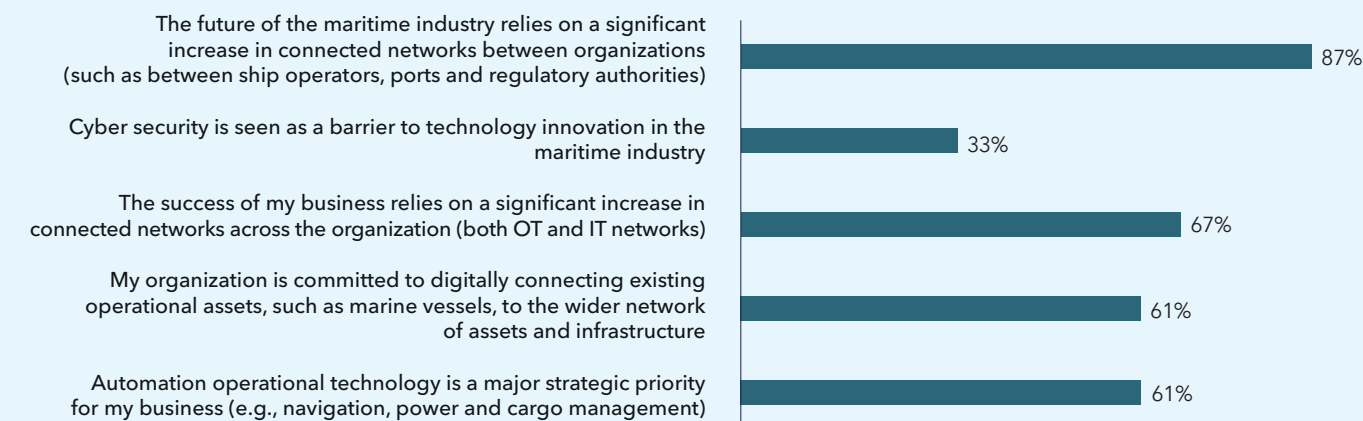 The future of the maritime industry relies on a significant
increase in connected networks between organizations
(such as between ship operators, ports and regulatory authorities)
87%
Cyber security is seen as a barrier to technology innovation in the
maritime industry
33%
The success of my business relies on a significant increase in
connected networks across the organization (both OT and IT networks)
67%
My organization is committed to digitally connecting existing
operational assets, such as marine vessels, to the wider network
of assets and infrastructure
61%
Automation operational technology is a major strategic priority
for my business (e.g., navigation, power and cargo management)
61%